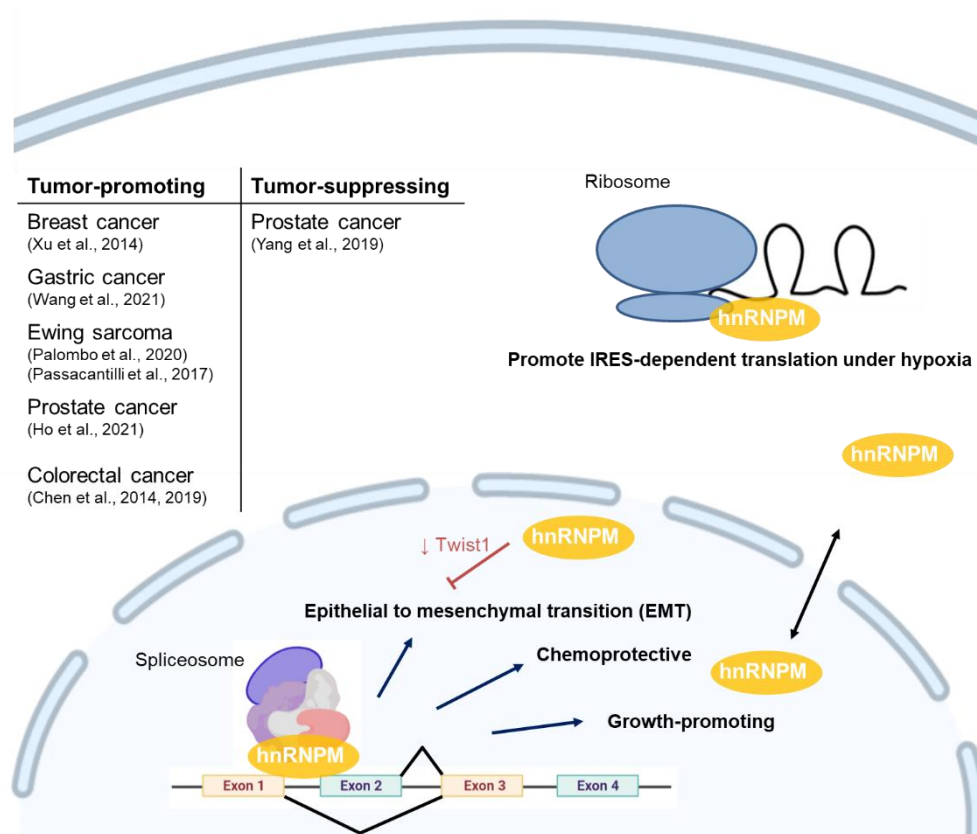 Tumor-promoting
Tumor-suppressing
Breast cancer
(Xu et al., 2014)
Prostate cancer
(Yang et al., 2019)
Gastric cancer
(Wang et al., 2021)
Ewing sarcoma
(Palombo et al., 2020)
(Passacantilli et al., 2017)
Prostate cancer
(Ho et al., 2021)
Colorectal cancer
(Chen et al., 2014, 2019)
Ribosome
hnRNPM
Promote IRES-dependent translation under hypoxia
hnRNPM
hnRNPM
↓ Twist1
Epithelial to mesenchymal transition (EMT)
Spliceosome
Chemoprotective
hnRNPM
Growth-promoting
hnRNPM
Exon 1
Exon 2
Exon 3
Exon 4